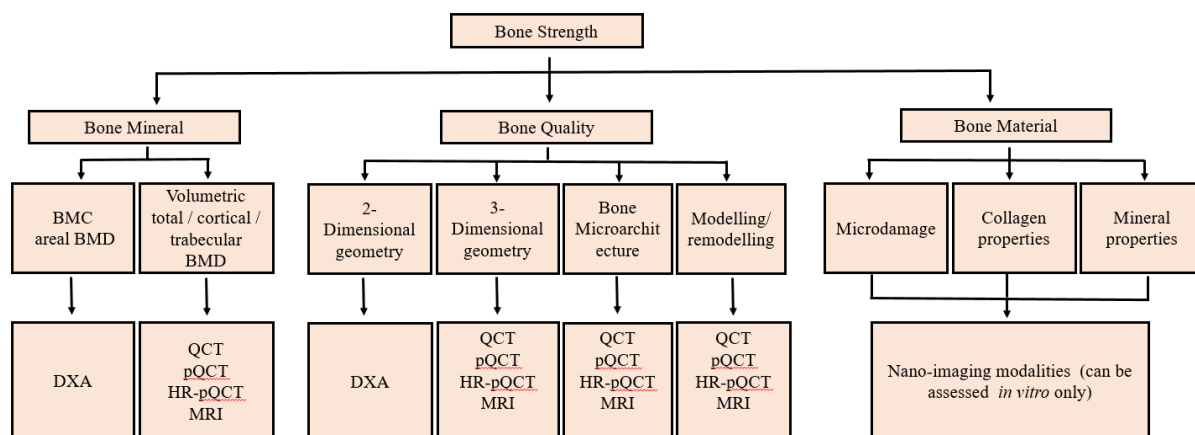 Bone Strength
Bone Mineral
Bone Quality
Bone Material
BMC
areal BMD
Volumetric
total / cortical /
trabecular
BMD
2-
Dimensional
geometry
3-
Dimensional
geometry
Bone
Microarchit
ecture
Modelling/
remodelling
Microdamage
Collagen
properties
Mineral
properties
DXA
QCT
pQCT
HR-pQCT
MRI
DXA
QCT
pQCT
HR-pQCT
MRI
QCT
pQCT
HR-pQCT
MRI
QCT
pQCT
HR-pQCT
MRI
Nano-imaging modalities (can be
assessed in vitro only)